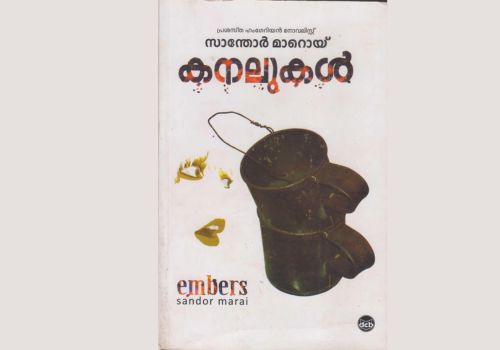 പ്രശസ്ത ഹംഗേറിയൻ നോവലിസ്റ്റ്
സാന്തോർ മാറൊയ്
കനലുകൾ
embers
sandor marai
dcb